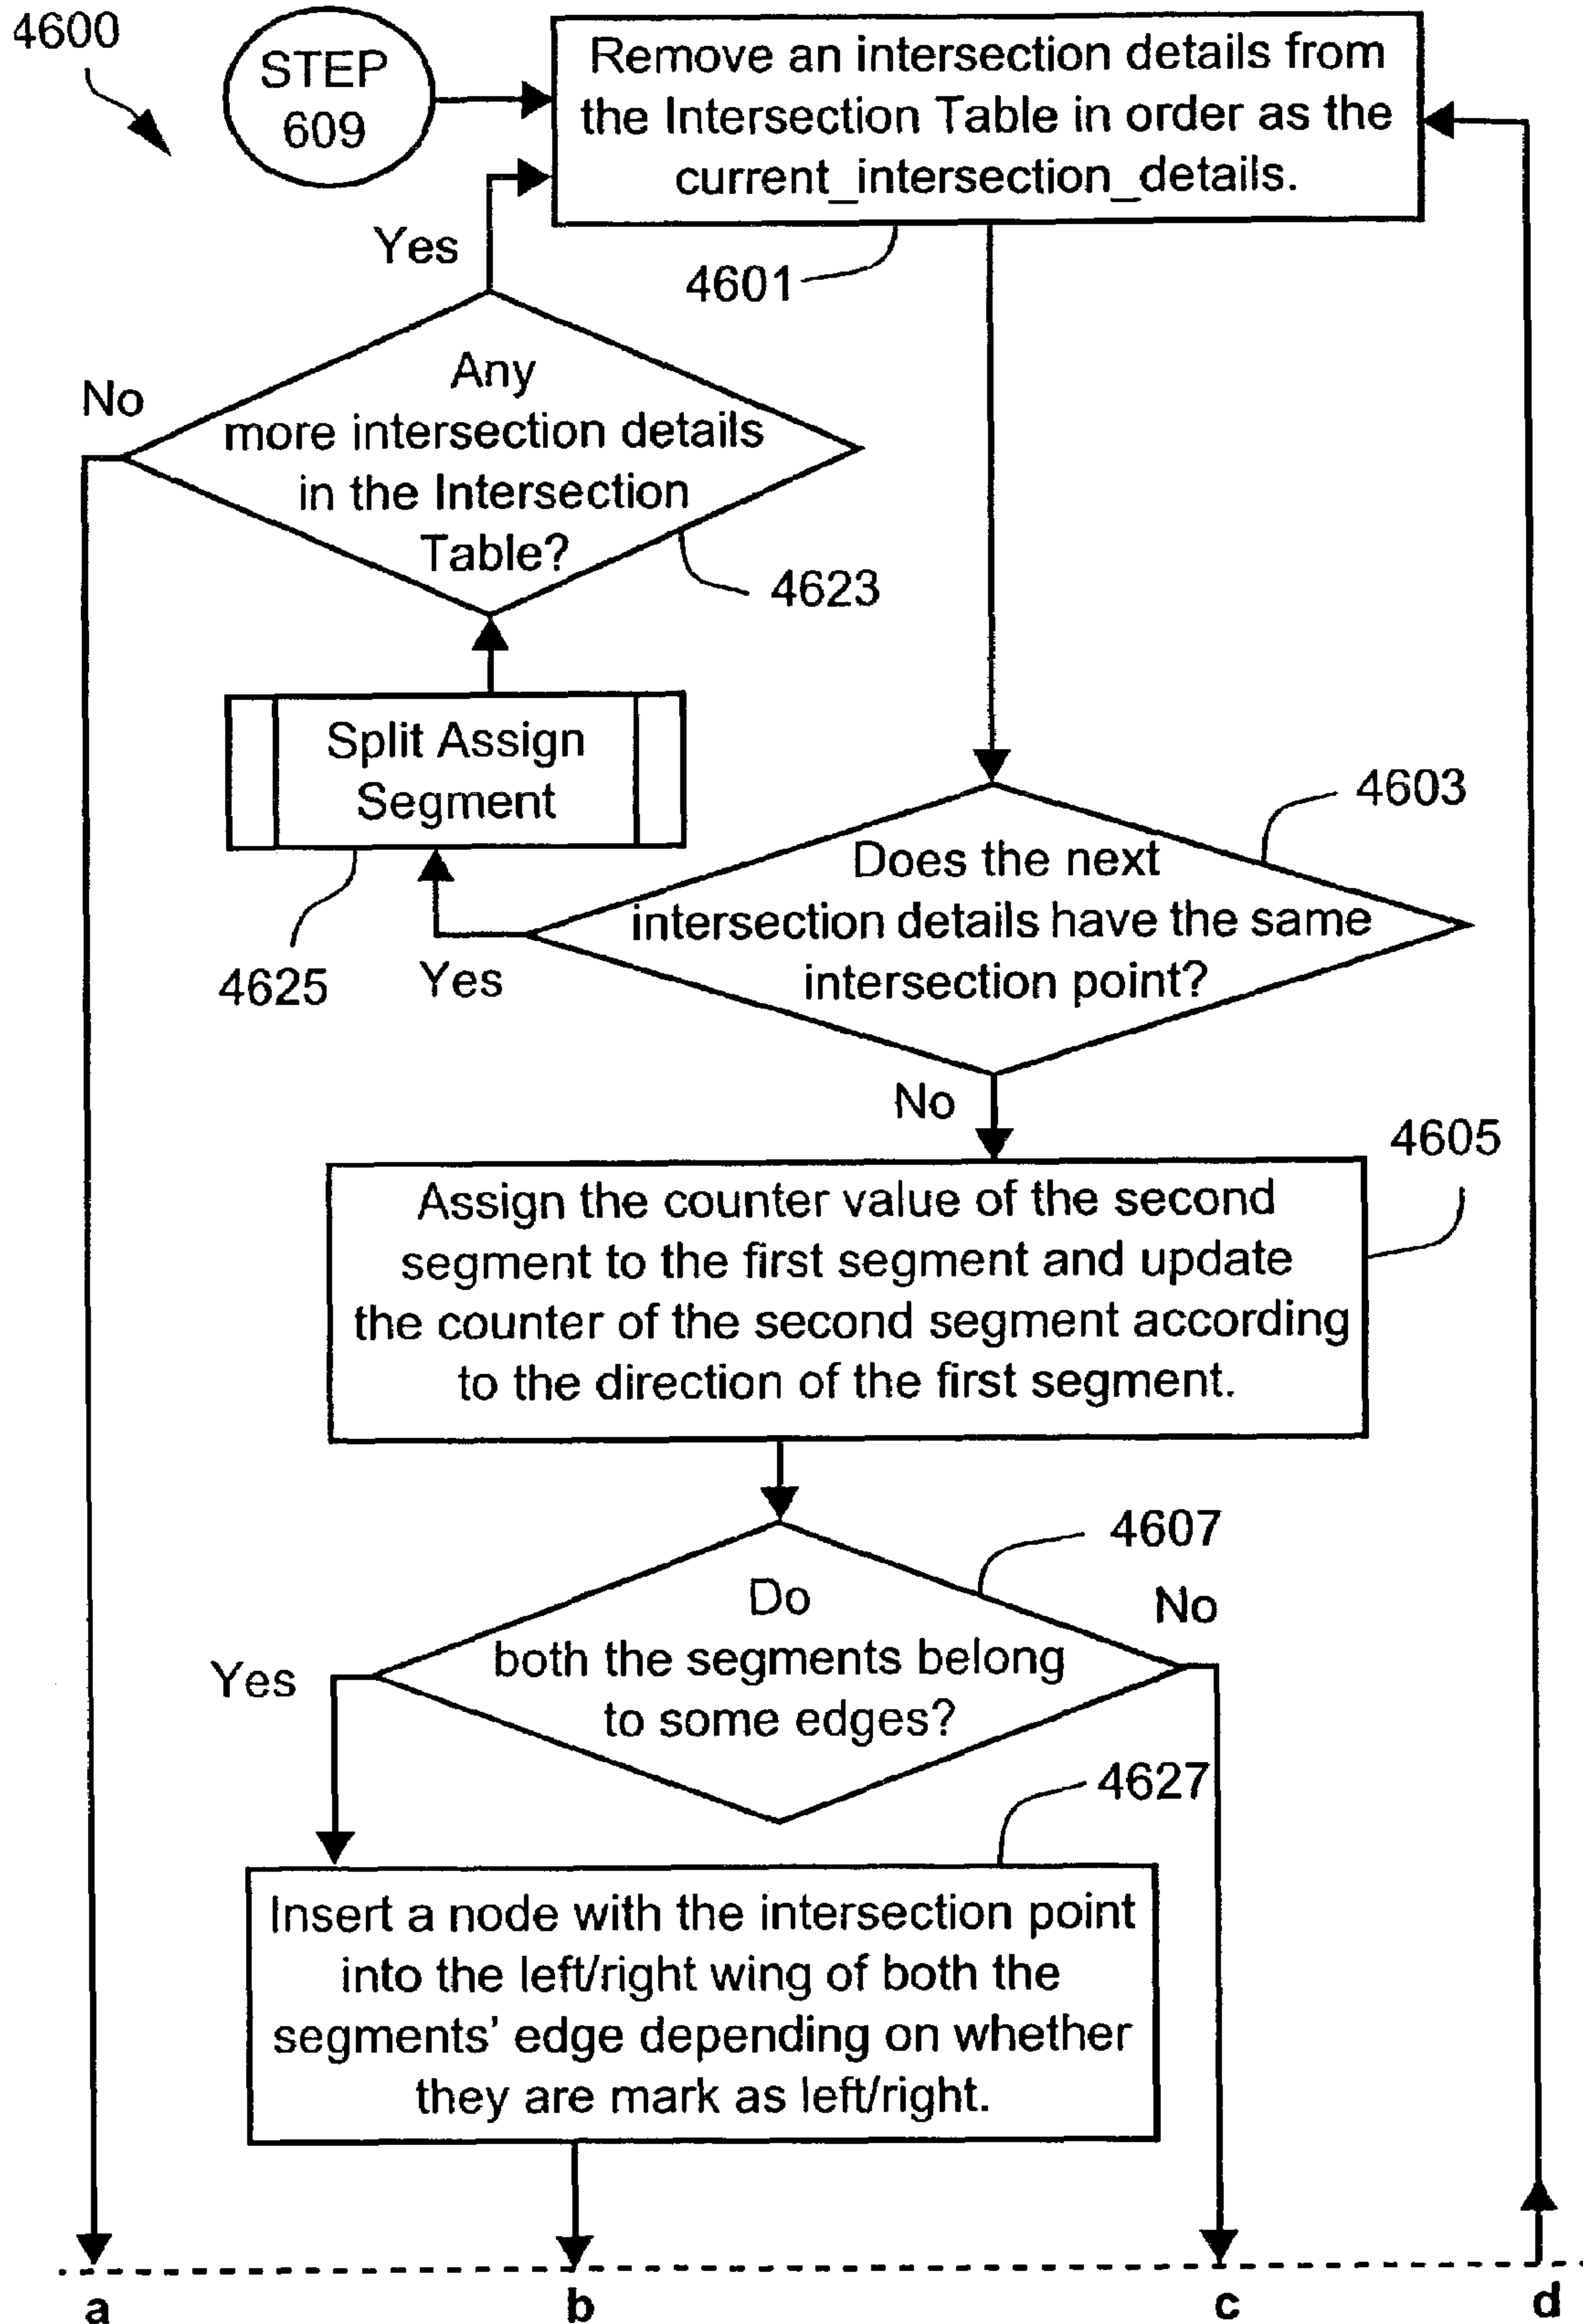 4600
STEP
609
Remove an intersection details from
the Intersection Table in order as the
current_intersection_details.
Yes
4601
No
Any
more intersection details
in the Intersection
Table?
4623
Split Assign
Segment
4603
Does the next
intersection details have the same
intersection point?
4625
Yes
No
4605
Assign the counter value of the second
segment to the first segment and update
the counter of the second segment according
to the direction of the first segment.
4607
Do
both the segments belong
to some edges?
No
Yes
4627
Insert a node with the intersection point
into the left/right wing of both the
segments' edge depending on whether
they are mark as left/right.
a
b
c
d